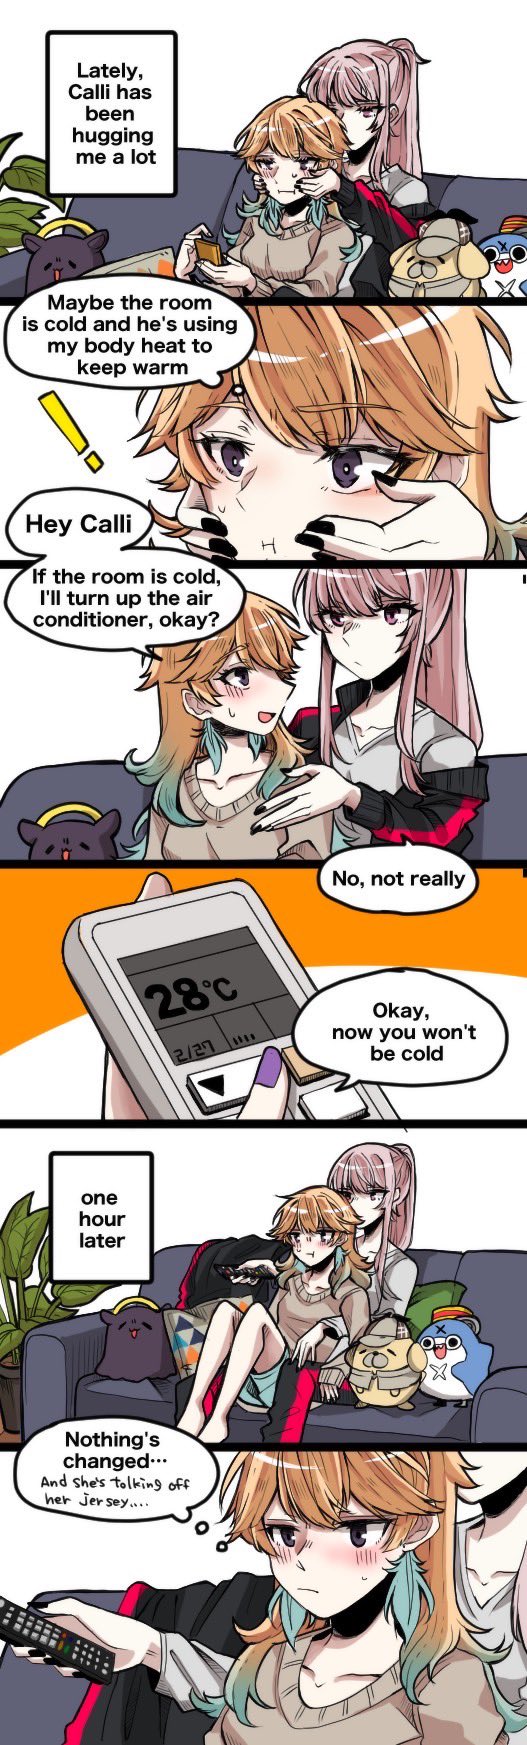 Lately,
Calli has
been
hugging
me a lot
Maybe the room
is cold and he's using
my body heat to
keep warm
Hey Calli
If the room is cold,
I'll turn up the air
conditioner, okay?
No, not really
28°C
2/27
Okay,
now you won't
be cold
one
hour
later
Nothing's
changed…
And she's tolking off
her jersey....